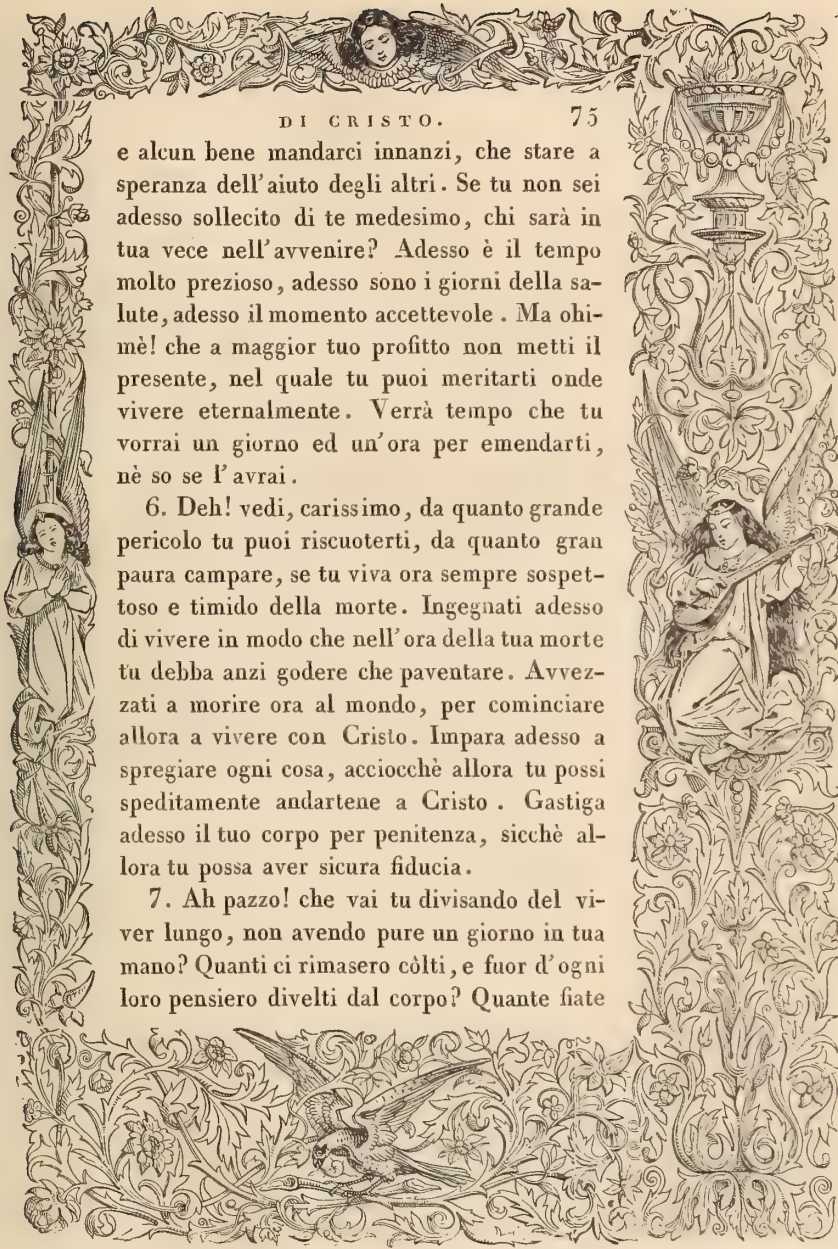 DI CRISTO. 75
e alcun bene mandarci innanzi, che stare a
speranza dell'aiuto degli altri. Se tu non sei
adesso sollecito di te medesimo, chi sarà in
tua vece nell'avvenire? Adesso è il tempo
molto prezioso, adesso sono i giorni della sa-
lute, adesso il momento accettevole. Ma ohi-
mè! che a maggior tuo profitto non metti il
presente, nel quale tu puoi meritarti onde
vivere eternalmente. Verrà tempo che tu
vorrai un giorno ed un'ora per emendarti,
nè so se l'avrai.
6. Deh! vedi, carissimo, da quanto grande
pericolo tu puoi riscuoterti, da quanto gran
paura campare, se tu viva ora sempre sospet-
toso e timido della morte. Ingegnati adesso
di vivere in modo che nell'ora della tua morte
tu debba anzi godere che paventare. Avvez-
zati a morire ora al mondo, per cominciare
allora a vivere con Cristo. Impara adesso a
spregiare ogni cosa, acciocchè allora tu possi
speditamente andartene a Cristo. Gastiga
adesso il tuo corpo per penitenza, sicchè al-
lora tu possa aver sicura fiducia.
7. Ah pazzo! che vai tu divisando del vi-
ver lungo, non avendo pure un giorno in tua
mano? Quanti ci rimasero còlti, e fuor d'ogni
loro pensiero divelti dal corpo? Quante fiate